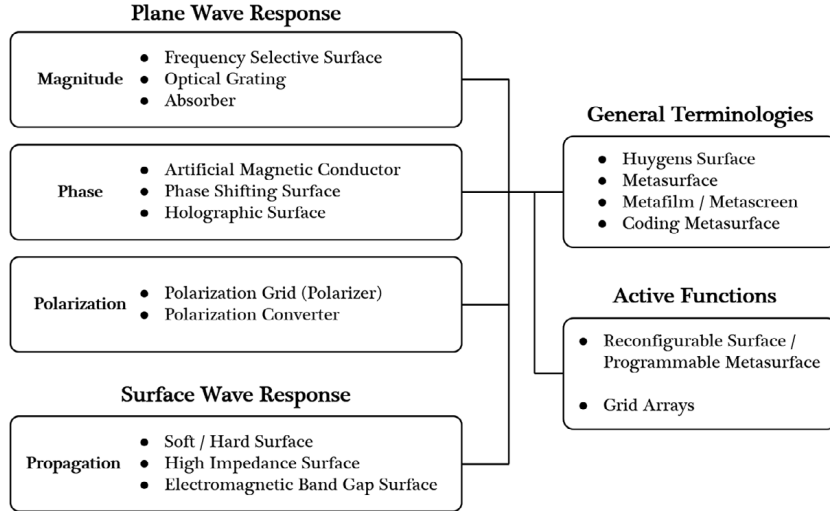 Plane Wave Response
Magnitude
● Frequency Selective Surface
● Optical Grating
● Absorber
Phase
● Artificial Magnetic Conductor
● Phase Shifting Surface
● Holographic Surface
Polarization
● Polarization Grid (Polarizer)
● Polarization Converter
Surface Wave Response
Propagation
● Soft / Hard Surface
● High Impedance Surface
● Electromagnetic Band Gap Surface
General Terminologies
● Huygens Surface
● Metasurface
● Metafilm / Metascreen
● Coding Metasurface
Active Functions
● Reconfigurable Surface /
Programmable Metasurface
● Grid Arrays